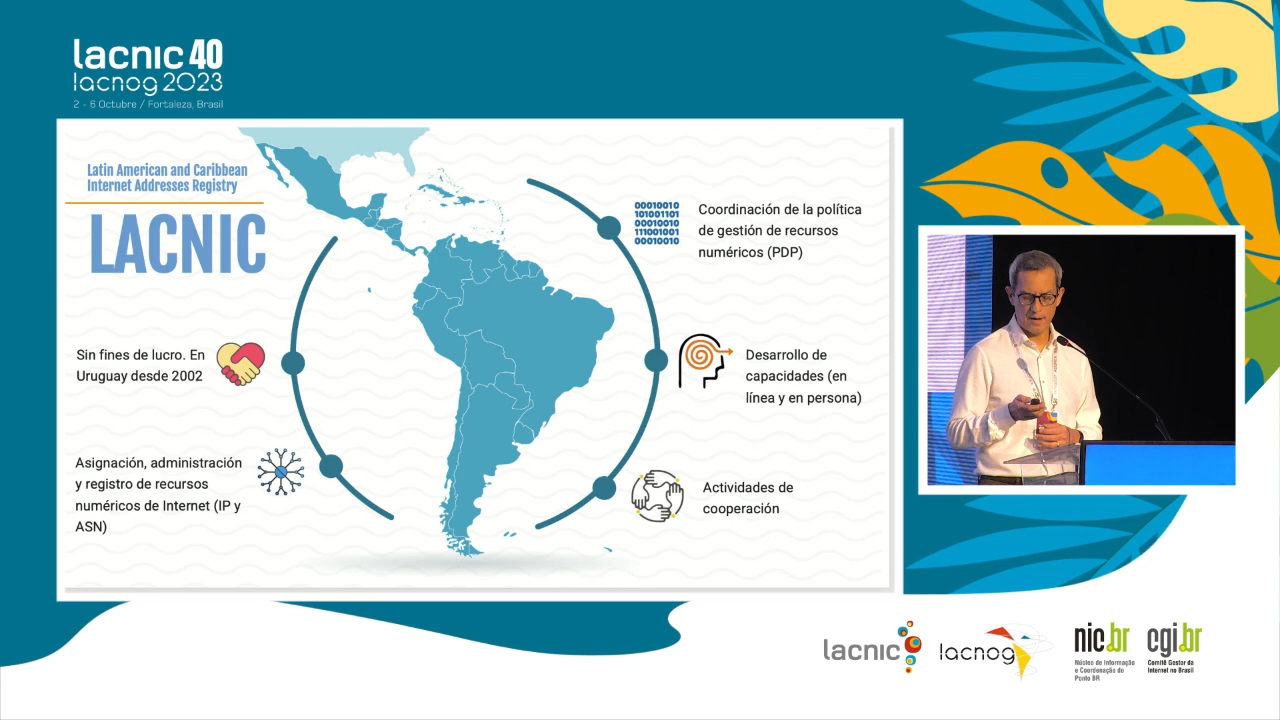 lacnic 40
lacnog 2023
2 - 6 Octubre / Fortaleza, Brasil
Latin American and Caribbean
Internet Addresses Registry
LACNIC
Sin fines de lucro. En
Uruguay desde 2002
Asignación, administración
y registro de recursos
numéricos de Internet (IP y
ASN)
00010010
101001101
00010010
111001001
00010010
Coordinación de la política
de gestión de recursos
numéricos (PDP)
Desarrollo de
capacidades (en
línea y en persona)
Actividades de
cooperación
lacnic
lacnog
nic.br
Núcleo de Informação
e Coordenação do
Ponto BR
cgi.br
Comitê Gestor da
Internet no Brasil